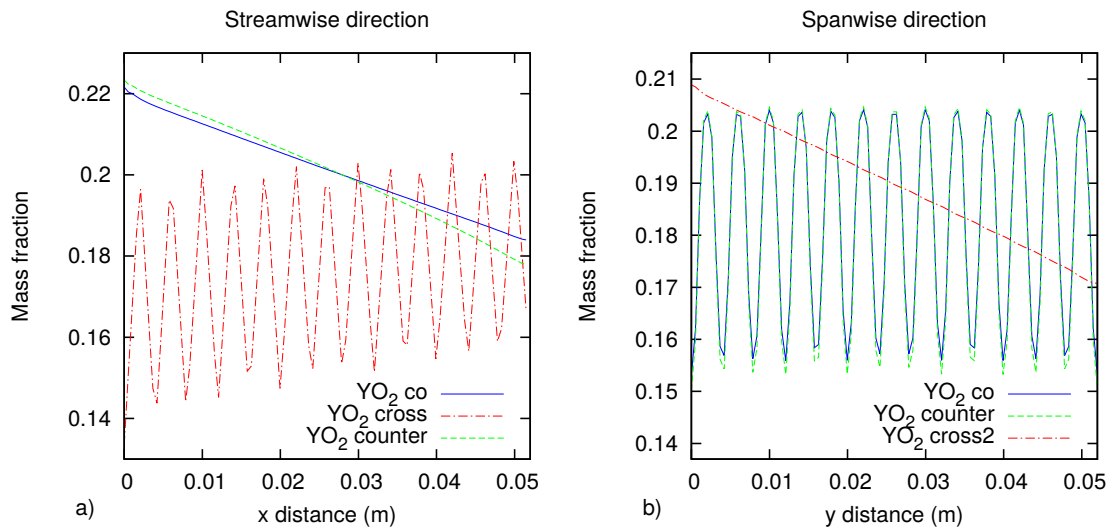 Streamwise direction
Mass fraction
0.22
0.2
0.18
0.16
0.14
0
0.01
0.02
0.03
0.04
0.05
x distance (m)
YO2 co
YO2 cross
YO2 counter
a)
Spanwise direction
Mass fraction
0.21
0.2
0.19
0.18
0.17
0.16
0.15
0.14
0
0.01
0.02
0.03
0.04
0.05
y distance (m)
YO2 co
YO2 counter
YO2 cross2
b)